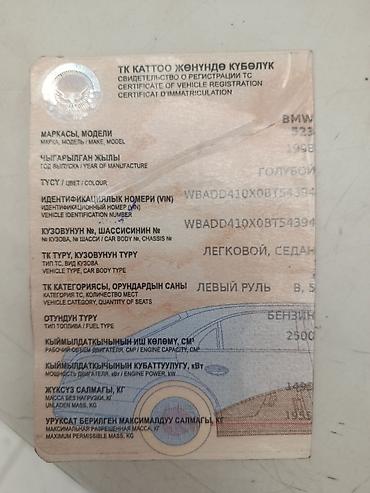 ТК КАТТОО ЖӨНҮНДӨ КҮБӨЛҮК
СВИДЕТЕЛЬСТВО О РЕГИСТРАЦИИ ТС
CERTIFICATE OF VEHICLE REGISTRATION
CERTIFICAT D'IMMATRICULATION
BMW
МАРКАСЫ, МОДЕЛИ
523
МАРКА, МОДЕЛЬ / MAKE, MODEL
1998
ЧЫГАРЫЛГАН ЖЫЛЫ
ГОД ВЫПУСКА / YEAR OF MANUFACTURE
ГОЛУБОЙ
ТҮСҮ / ЦВЕТ / COLOUR
WBADD410X0BT54394
ИДЕНТИФИКАЦИЯЛЫК НОМЕРИ (VIN)
ИДЕНТИФИКАЦИОННЫЙ НОМЕР (VIN)
VEHICLE IDENTIFICATION NUMBER
WBADD410X0BT54394
КУЗОВУНУН №, ШАССИСИНИН №
№ КУЗОВА, № ШАССИ / CAR BODY №, CHASSIS №
ЛЕГКОВОЙ, СЕДАН
ТК ТҮРҮ, КУЗОВУНУН ТҮРҮ
ТИП ТС, ВИД КУЗОВА
VEHICLE TYPE, CAR BODY TYPE
ТК КАТЕГОРИЯСЫ, ОРУНДАРДЫН САНЫ ЛЕВЫЙ РУЛЬ В, 5
КАТЕГОРИЯ ТС, КОЛИЧЕСТВО МЕСТ
VEHICLE CATEGORY, QUANTITY OF SEATS
ОТУНДУН ТҮРҮ БЕНЗИН
ТИП ТОПЛИВА / FUEL TYPE
2500
КЫЙМЫЛДАТКЫЧЫНЫН ИШ КӨЛӨМҮ, СМ³
РАБОЧИЙ ОБЪЕМ ДВИГАТЕЛЯ, СМ³ / ENGINE CAPACITY, CM³
КЫЙМЫЛДАТКЫЧЫНЫН КУБАТТУУЛУГУ, кВт
МОЩНОСТЬ ДВИГАТЕЛЯ, кВт / ENGINE POWER, kW
ЖҮКСҮЗ САЛМАГЫ, КГ 1495
МАССА БЕЗ НАГРУЗКИ, КГ
UNLADEN MASS, KG
УРУКСАТ БЕРИЛГЕН МАКСИМАЛДУУ САЛМАГЫ, КГ 1955
МАКСИМАЛЬНАЯ РАЗРЕШЕННАЯ МАССА, КГ
MAXIMUM PERMISSIBLE MASS, KG